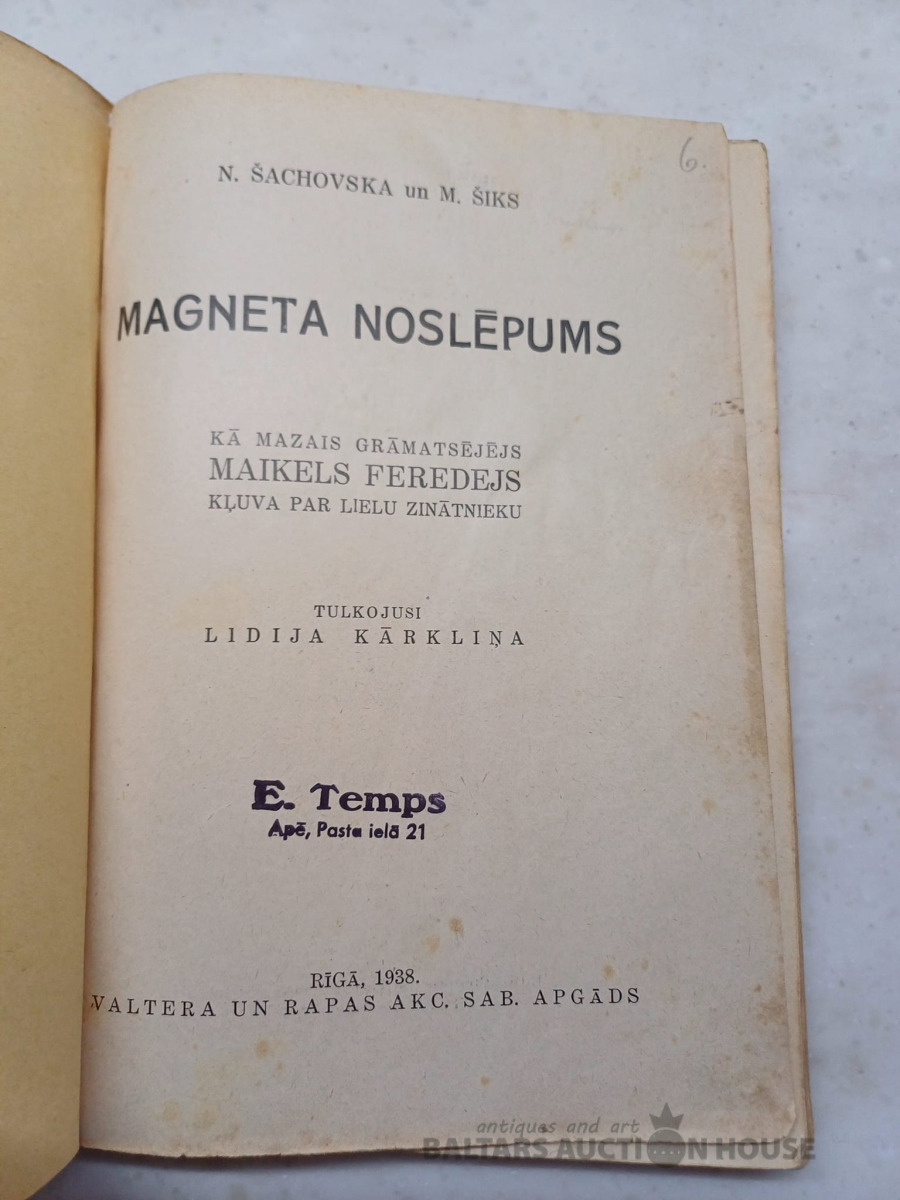 6.
N. ŠACHOVSKA un M. ŠIKS
MAGNETA NOSLĒPUMS
KĀ MAZAIS GRĀMATSĒJĒJS
MAIKELS FEREDEJS
KĻUVA PAR LIELU ZINĀTNIEKU
TULKOJUSI
LIDIJA KĀRKLIŅA
E. Temps
Apē, Pasta ielā 21
RĪGĀ, 1938.
VALTERA UN RAPAS AKC. SAB. APGĀDS
antiques and art
BALTARS AUCTION HOUSE